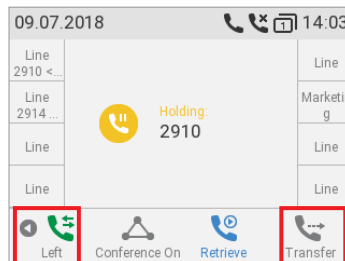 09.07.2018 1 14:03
Line
2910 <...
Line
Holding:
2910
Line
2914 ...
Marketi
g
Line
Line
Line
Line
Left
Conference On
Retrieve
Transfer